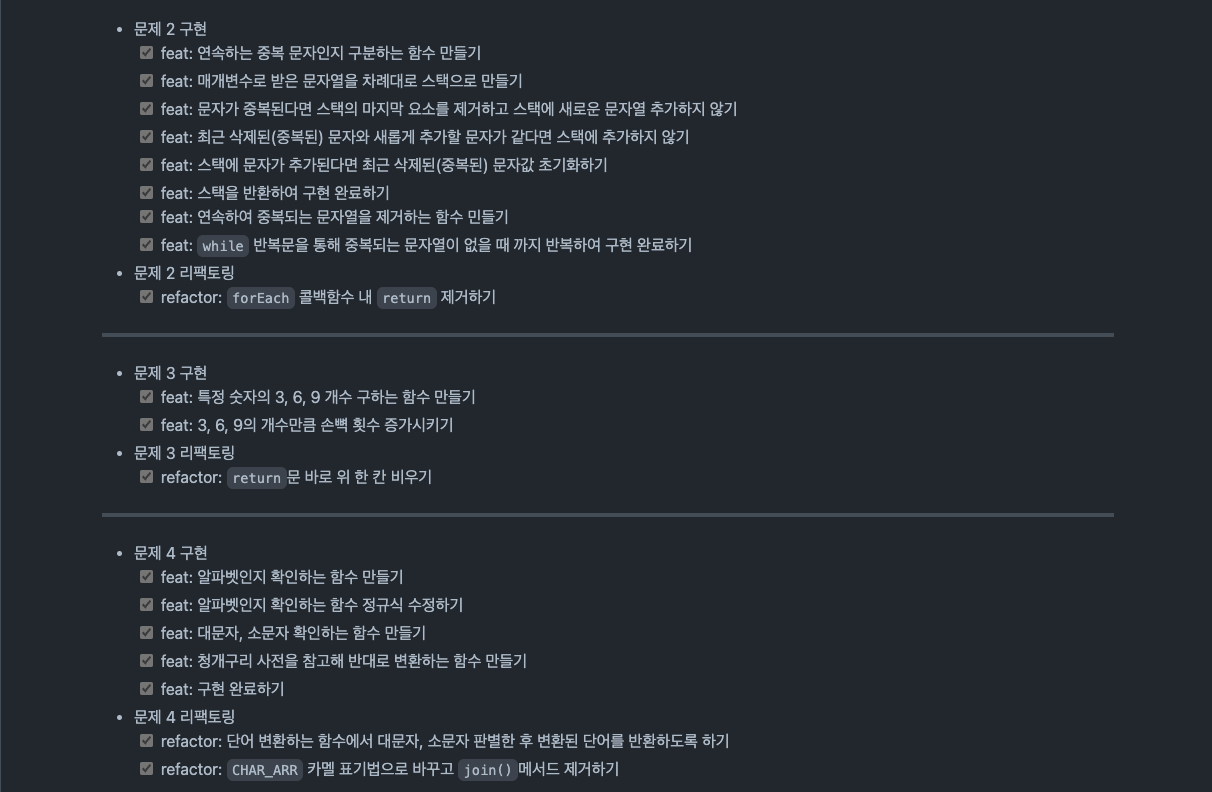 문제 2 구현
feat: 연속하는 중복 문자인지 구분하는 함수 만들기
feat: 매개변수로 받은 문자열을 차례대로 스택으로 만들기
feat: 문자가 중복된다면 스택의 마지막 요소를 제거하고 스택에 새로운 문자열 추가하지 않기
feat: 최근 삭제된(중복된) 문자와 새롭게 추가할 문자가 같다면 스택에 추가하지 않기
feat: 스택에 문자가 추가된다면 최근 삭제된(중복된) 문자값 초기화하기
feat: 스택을 반환하여 구현 완료하기
feat: 연속하여 중복되는 문자열을 제거하는 함수 민들기
feat: while 반복문을 통해 중복되는 문자열이 없을 때 까지 반복하여 구현 완료하기
문제 2 리팩토링
refactor: forEach 콜백함수 내 return 제거하기
문제 3 구현
feat: 특정 숫자의 3, 6, 9 개수 구하는 함수 만들기
feat: 3, 6, 9의 개수만큼 손뼉 횟수 증가시키기
문제 3 리팩토링
refactor: return문 바로 위 한 칸 비우기
문제 4 구현
feat: 알파벳인지 확인하는 함수 만들기
feat: 알파벳인지 확인하는 함수 정규식 수정하기
feat: 대문자, 소문자 확인하는 함수 만들기
feat: 청개구리 사전을 참고해 반대로 변환하는 함수 만들기
feat: 구현 완료하기
문제 4 리팩토링
refactor: 단어 변환하는 함수에서 대문자, 소문자 판별한 후 변환된 단어를 반환하도록 하기
refactor: CHAR_ARR 카멜 표기법으로 바꾸고 join()메서드 제거하기